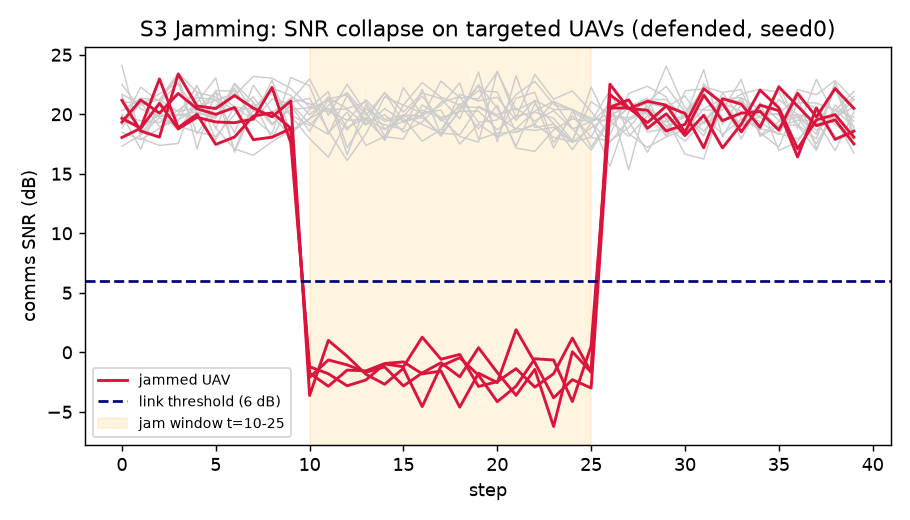 S3 Jamming: SNR collapse on targeted UAVs (defended, seed0)
comms SNR (dB)
25
20
15
10
5
0
−5
jammed UAV
link threshold (6 dB)
jam window t=10-25
0 5 10 15 20 25 30 35 40
step